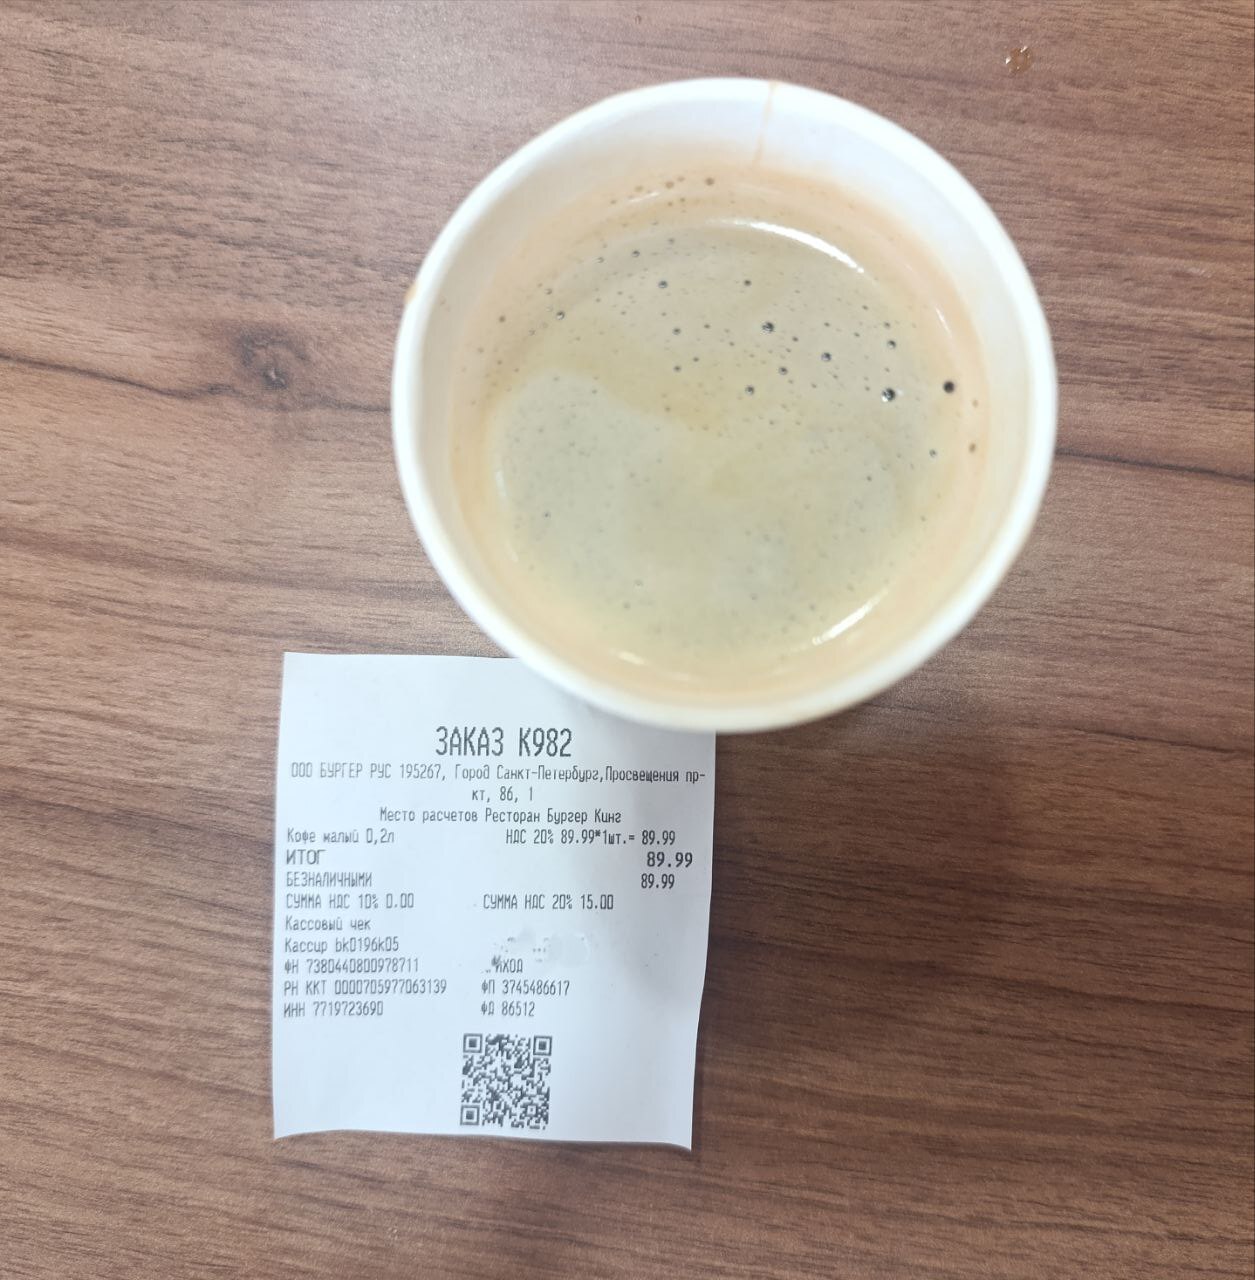 ЗАКАЗ К982
ООО БУРГЕР РУС 195267, Город Санкт-Петербург,Просвещения пр-
кт, 86, 1
Место расчетов Ресторан Бургер Кинг
Кофе малый 0,2л НДС 20% 89.99*1шт.= 89.99
ИТОГ 89.99
БЕЗНАЛИЧНЫМИ 89.99
СУММА НДС 10% 0.00 СУММА НДС 20% 15.00
Кассовый чек
Кассир bk0196k05
ФН 7380440800978711
РН ККТ 0000705977063139 ФП 3745486617
ИНН 7719723690 ФД 86512